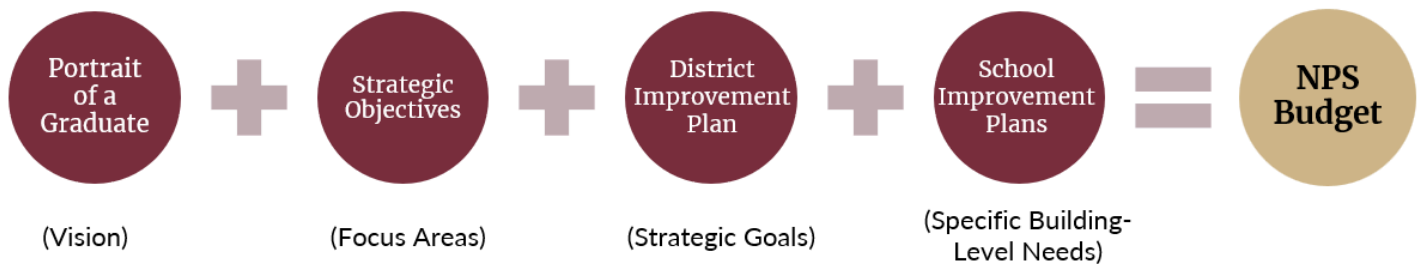 Portrait
of a
Graduate
Strategic
Objectives
District
Improvement
Plan
School
Improvement
Plans
NPS
Budget
(Vision)
(Focus Areas)
(Strategic Goals)
(Specific Building-
Level Needs)